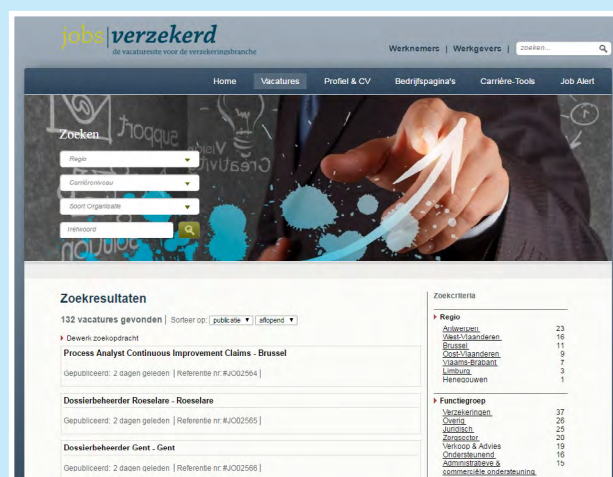 jobs|verzekerd
de vacaturesite voor de verzekeringsbranche
Werknemers | Werkgevers | zoeken...
Home Vacatures Profiel & CV Bedrijfspagina's Carrière-Tools Job Alert
Zoeken
Regio
Carrièreniveau
Soort Organisatie
Trefwoord
Support
Vision
Creativity
Zoekresultaten
132 vacatures gevonden | Sorteer op: publicatie aflopend
Bewerk zoekopdracht
Process Analyst Continuous Improvement Claims - Brussel
Gepubliceerd: 2 dagen geleden | Referentie nr: #JO02564 |
Dossierbeheerder Roeselare - Roeselare
Gepubliceerd: 2 dagen geleden | Referentie nr: #JO02565 |
Dossierbeheerder Gent - Gent
Gepubliceerd: 2 dagen geleden | Referentie nr: #JO02566 |
Zoekcriteria
Regio
Antwerpen 23
West-Vlaanderen 16
Brussel 11
Oost-Vlaanderen 9
Vlaams-Brabant 7
Limburg 3
Henegouwen 1
Functiegroep
Verzekeringen 37
Overig 26
Juridisch 25
Zorgsector 20
Verkoop & Advies 19
Ondersteunend 16
Administratieve & 15
commerciële ondersteuning